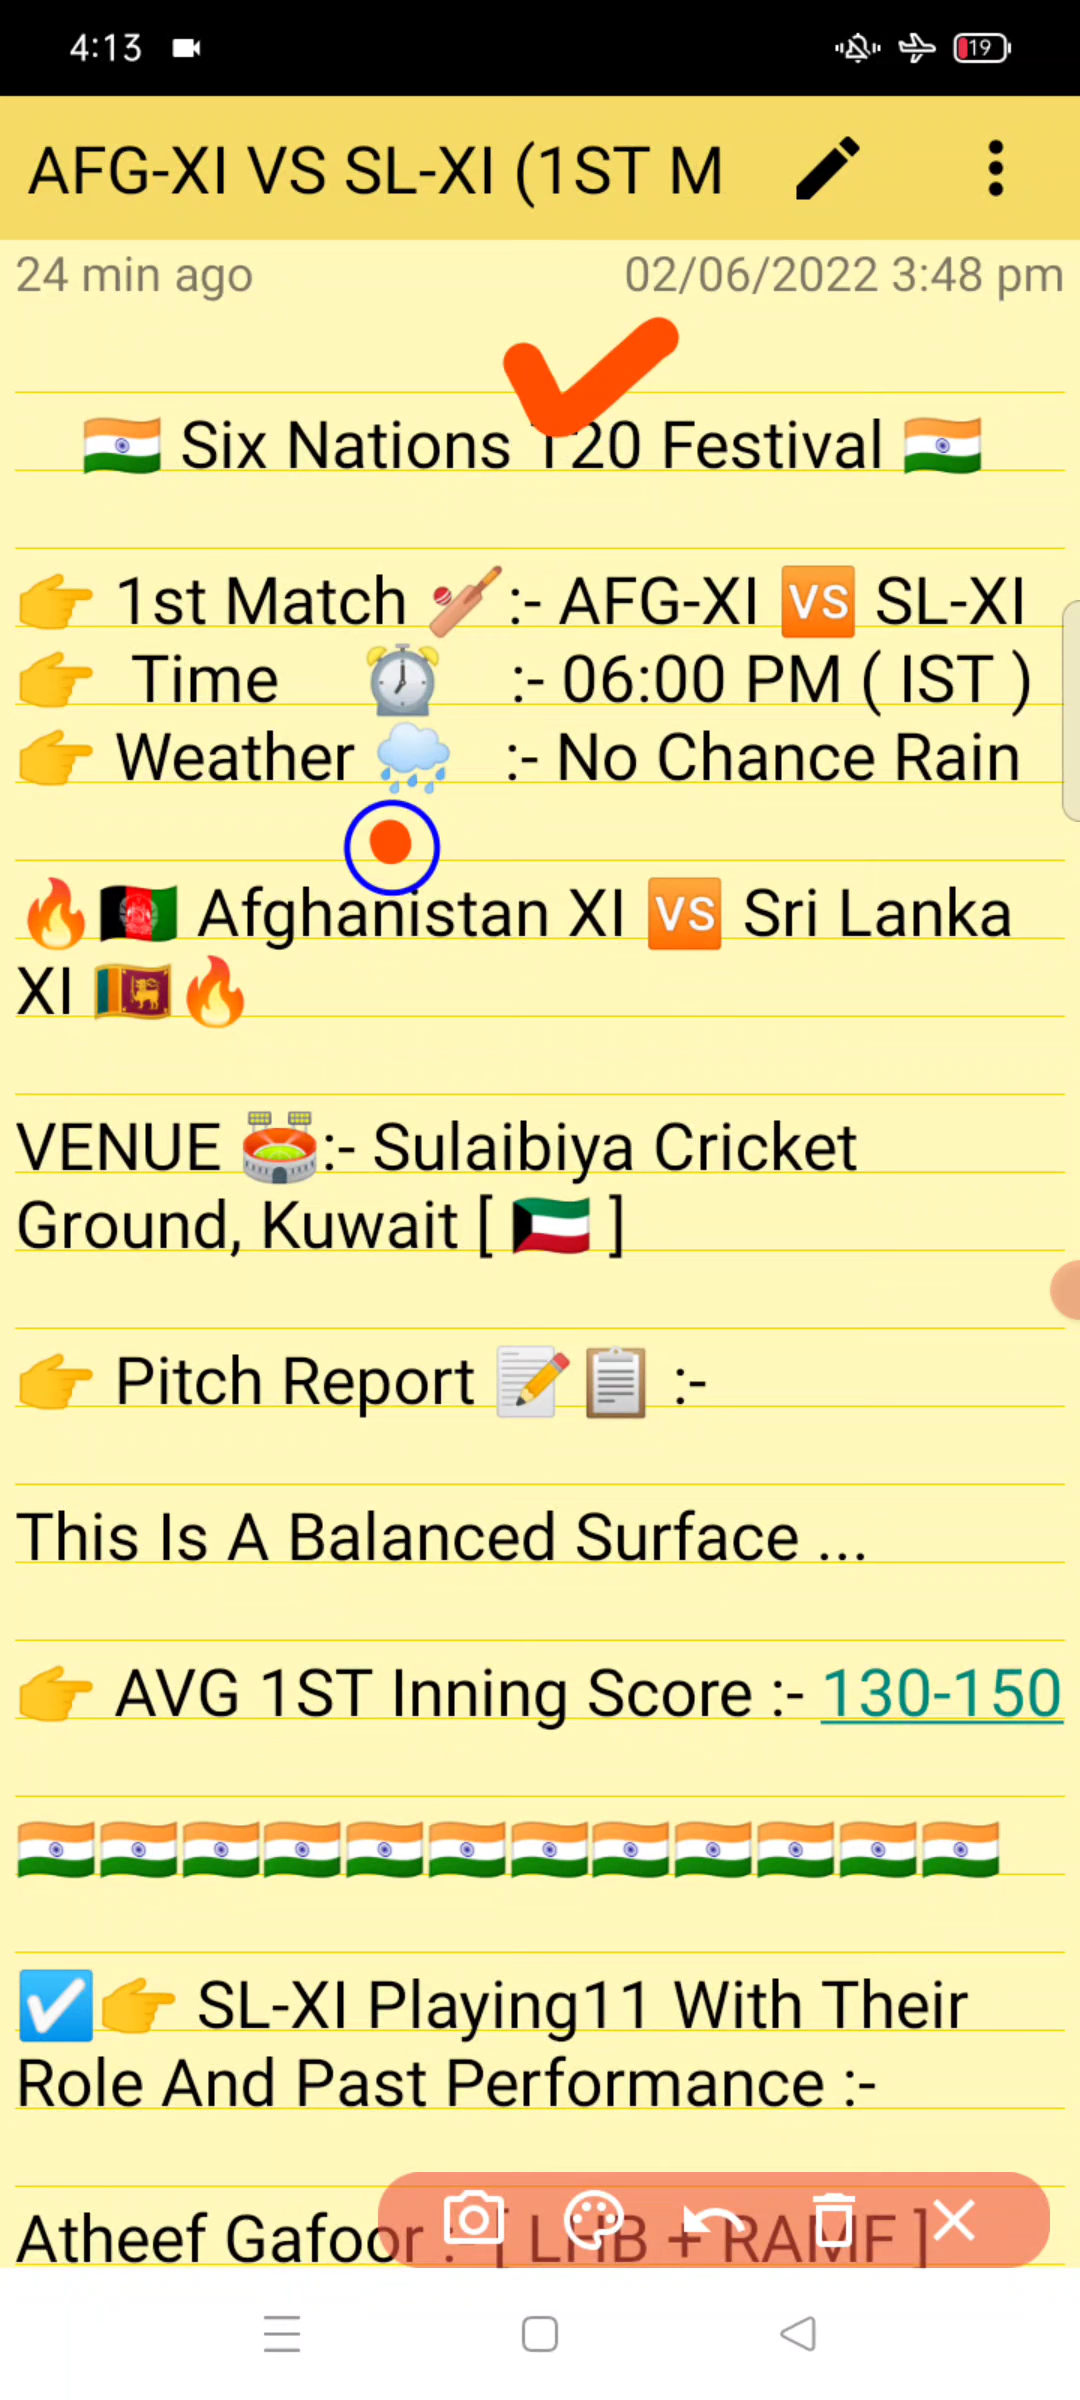 4:13
19
AFG-XI VS SL-XI (1ST M
24 min ago 02/06/2022 3:48 pm
🇮🇳 Six Nations T20 Festival 🇮🇳
👉 1st Match 🏏:- AFG-XI 🆚 SL-XI
👉 Time ⏰ :- 06:00 PM ( IST )
👉 Weather 🌧️ :- No Chance Rain
🔥🇦🇫 Afghanistan XI 🆚 Sri Lanka
XI 🇱🇰🔥
VENUE 🏟️:- Sulaibiya Cricket
Ground, Kuwait [ 🇰🇼 ]
👉 Pitch Report 📝📋 :-
This Is A Balanced Surface ...
👉 AVG 1ST Inning Score :- 130-150
🇮🇳🇮🇳🇮🇳🇮🇳🇮🇳🇮🇳🇮🇳🇮🇳🇮🇳🇮🇳🇮🇳🇮🇳
☑️👉 SL-XI Playing11 With Their
Role And Past Performance :-
Atheef Gafoor :- [ LHB + RAMF ]